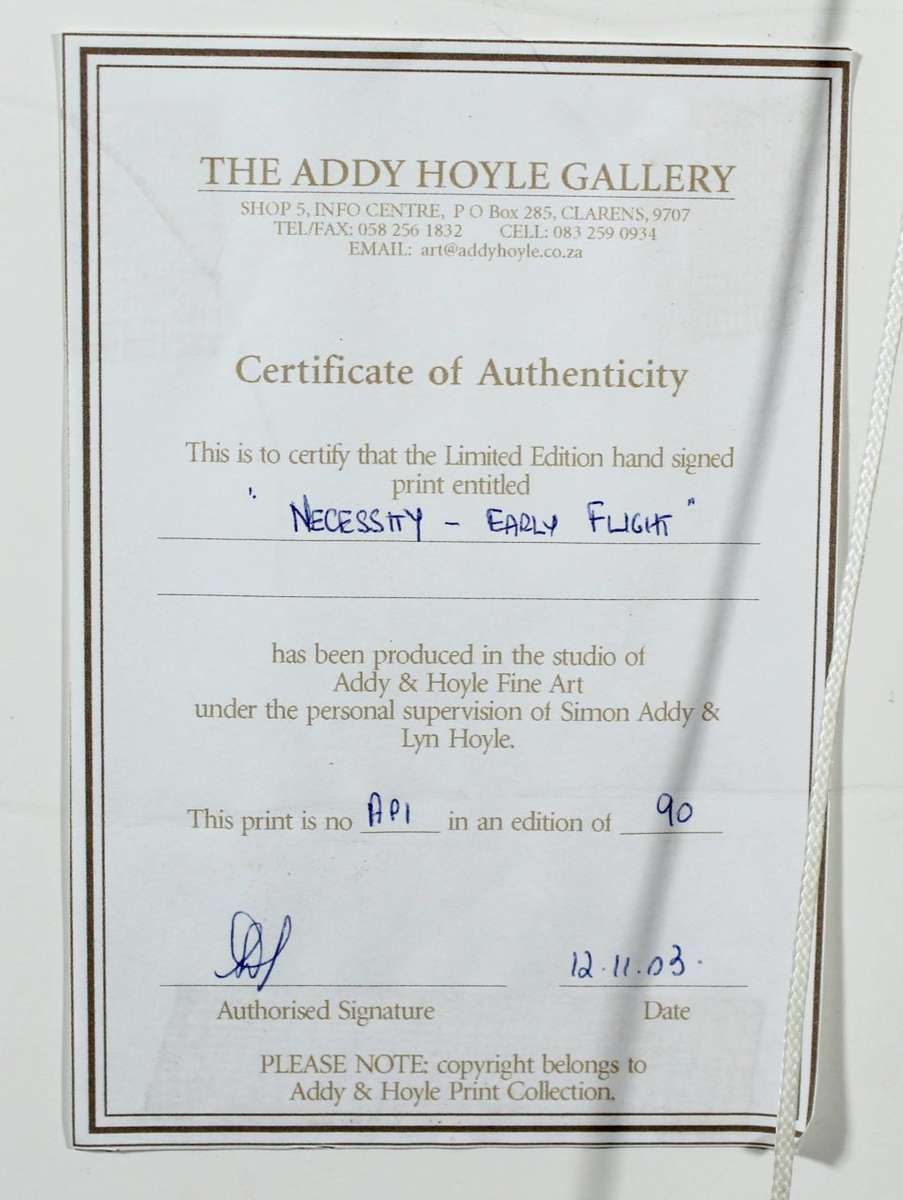 THE ADDY HOYLE GALLERY
SHOP 5, INFO CENTRE, P O Box 285, CLARENS, 9707
TEL/FAX: 058 256 1832 CELL: 083 259 0934
EMAIL: art@addyhoyle.co.za
Certificate of Authenticity
This is to certify that the Limited Edition hand signed
print entitled
" NECESSITY - EARLY FLIGHT "
has been produced in the studio of
Addy & Hoyle Fine Art
under the personal supervision of Simon Addy &
Lyn Hoyle.
This print is no AP1 in an edition of 90
12.11.03.
Authorised Signature Date
PLEASE NOTE: copyright belongs to
Addy & Hoyle Print Collection.